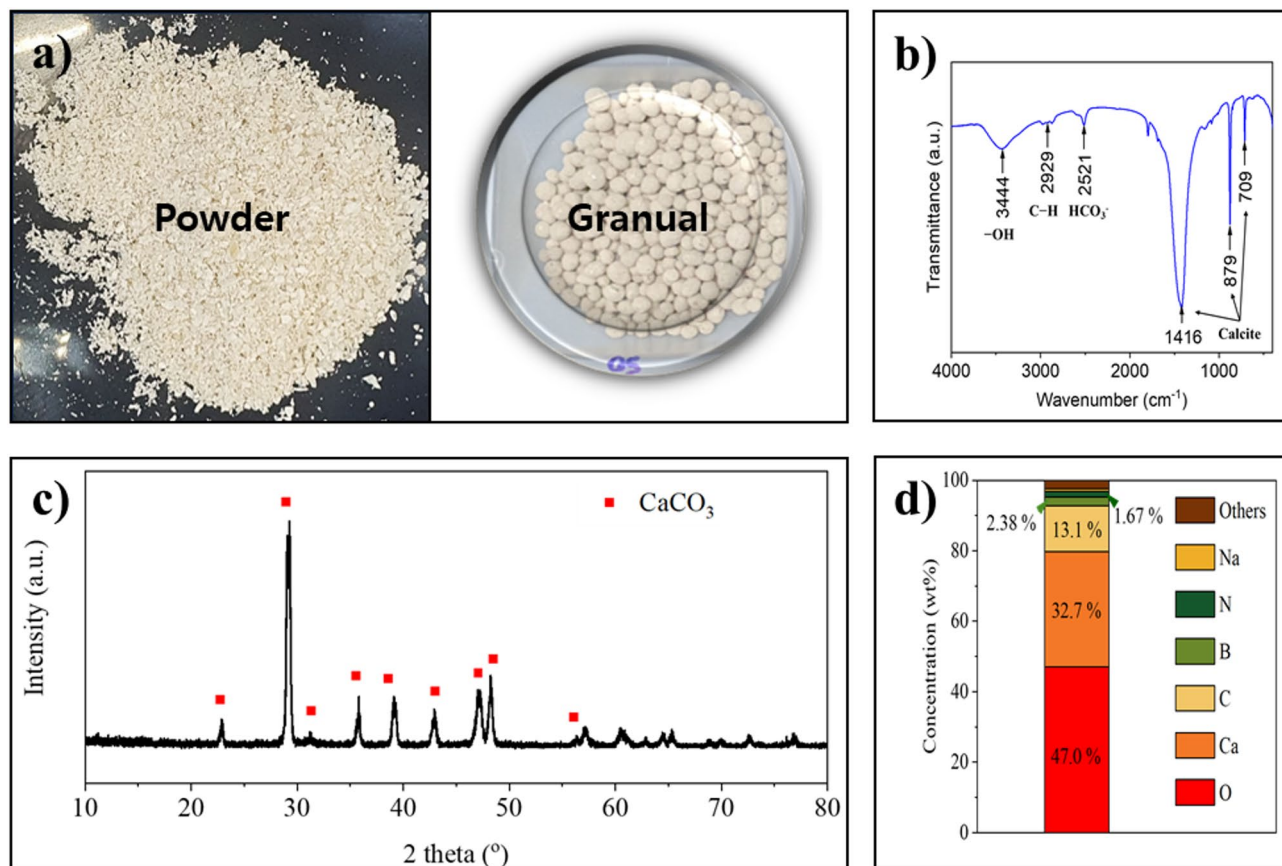 a)
Powder
Granual
GS
b)
Transmittance (a.u.)
3444
−OH
2929
C−H
2521
HCO₃⁻
1416
879
709
Calcite
4000 3000 2000 1000
Wavenumber (cm⁻¹)
c)
CaCO₃
Intensity (a.u.)
10 20 30 40 50 60 70 80
2 theta (º)
d)
Concentration (wt%)
100
80
60
40
20
0
2.38 %
1.67 %
13.1 %
32.7 %
47.0 %
Others
Na
N
B
C
Ca
O